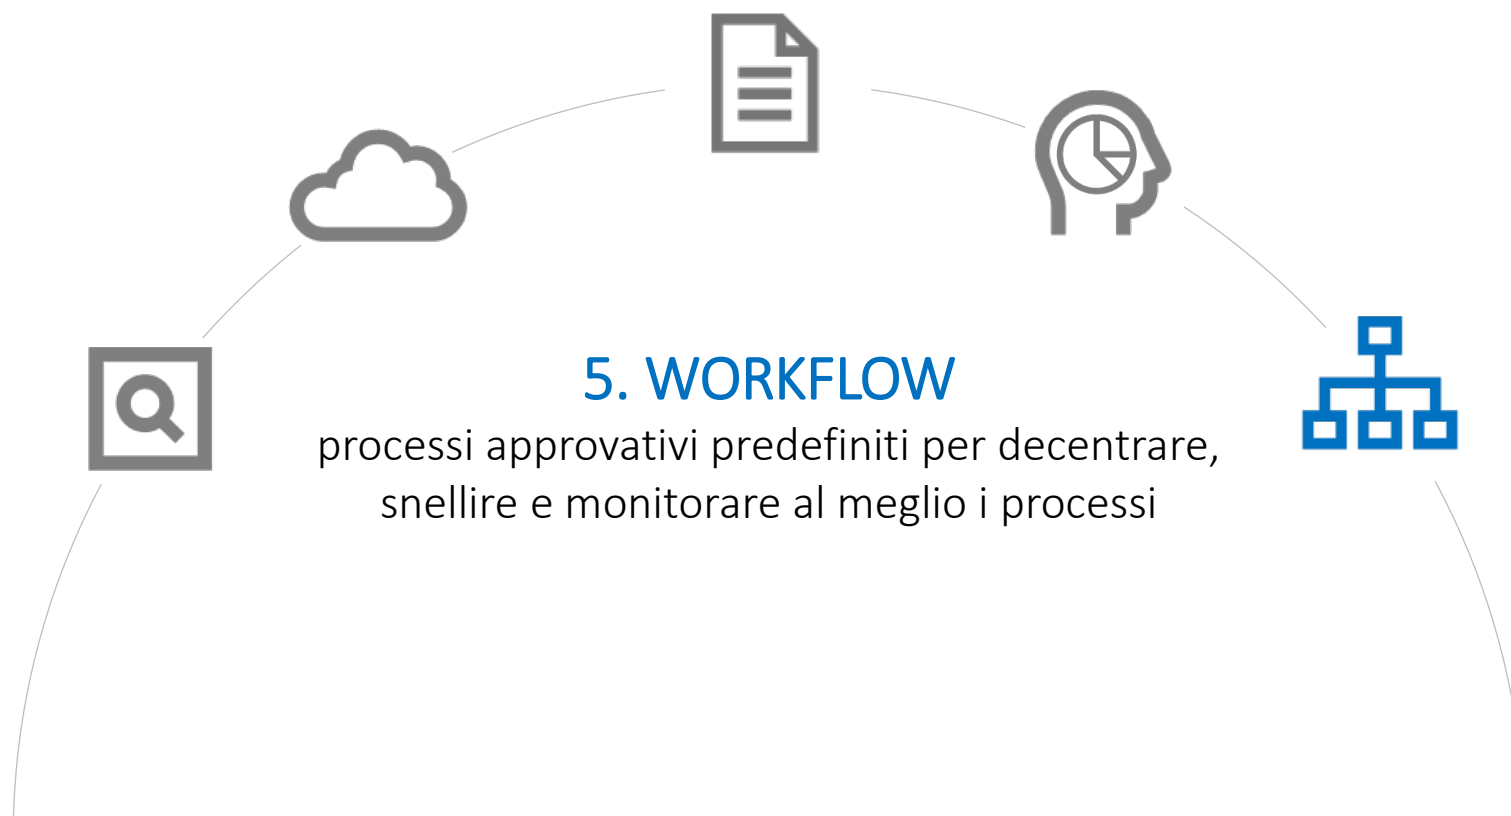 5. WORKFLOW
processi approvativi predefiniti per decentrare,
snellire e monitorare al meglio i processi